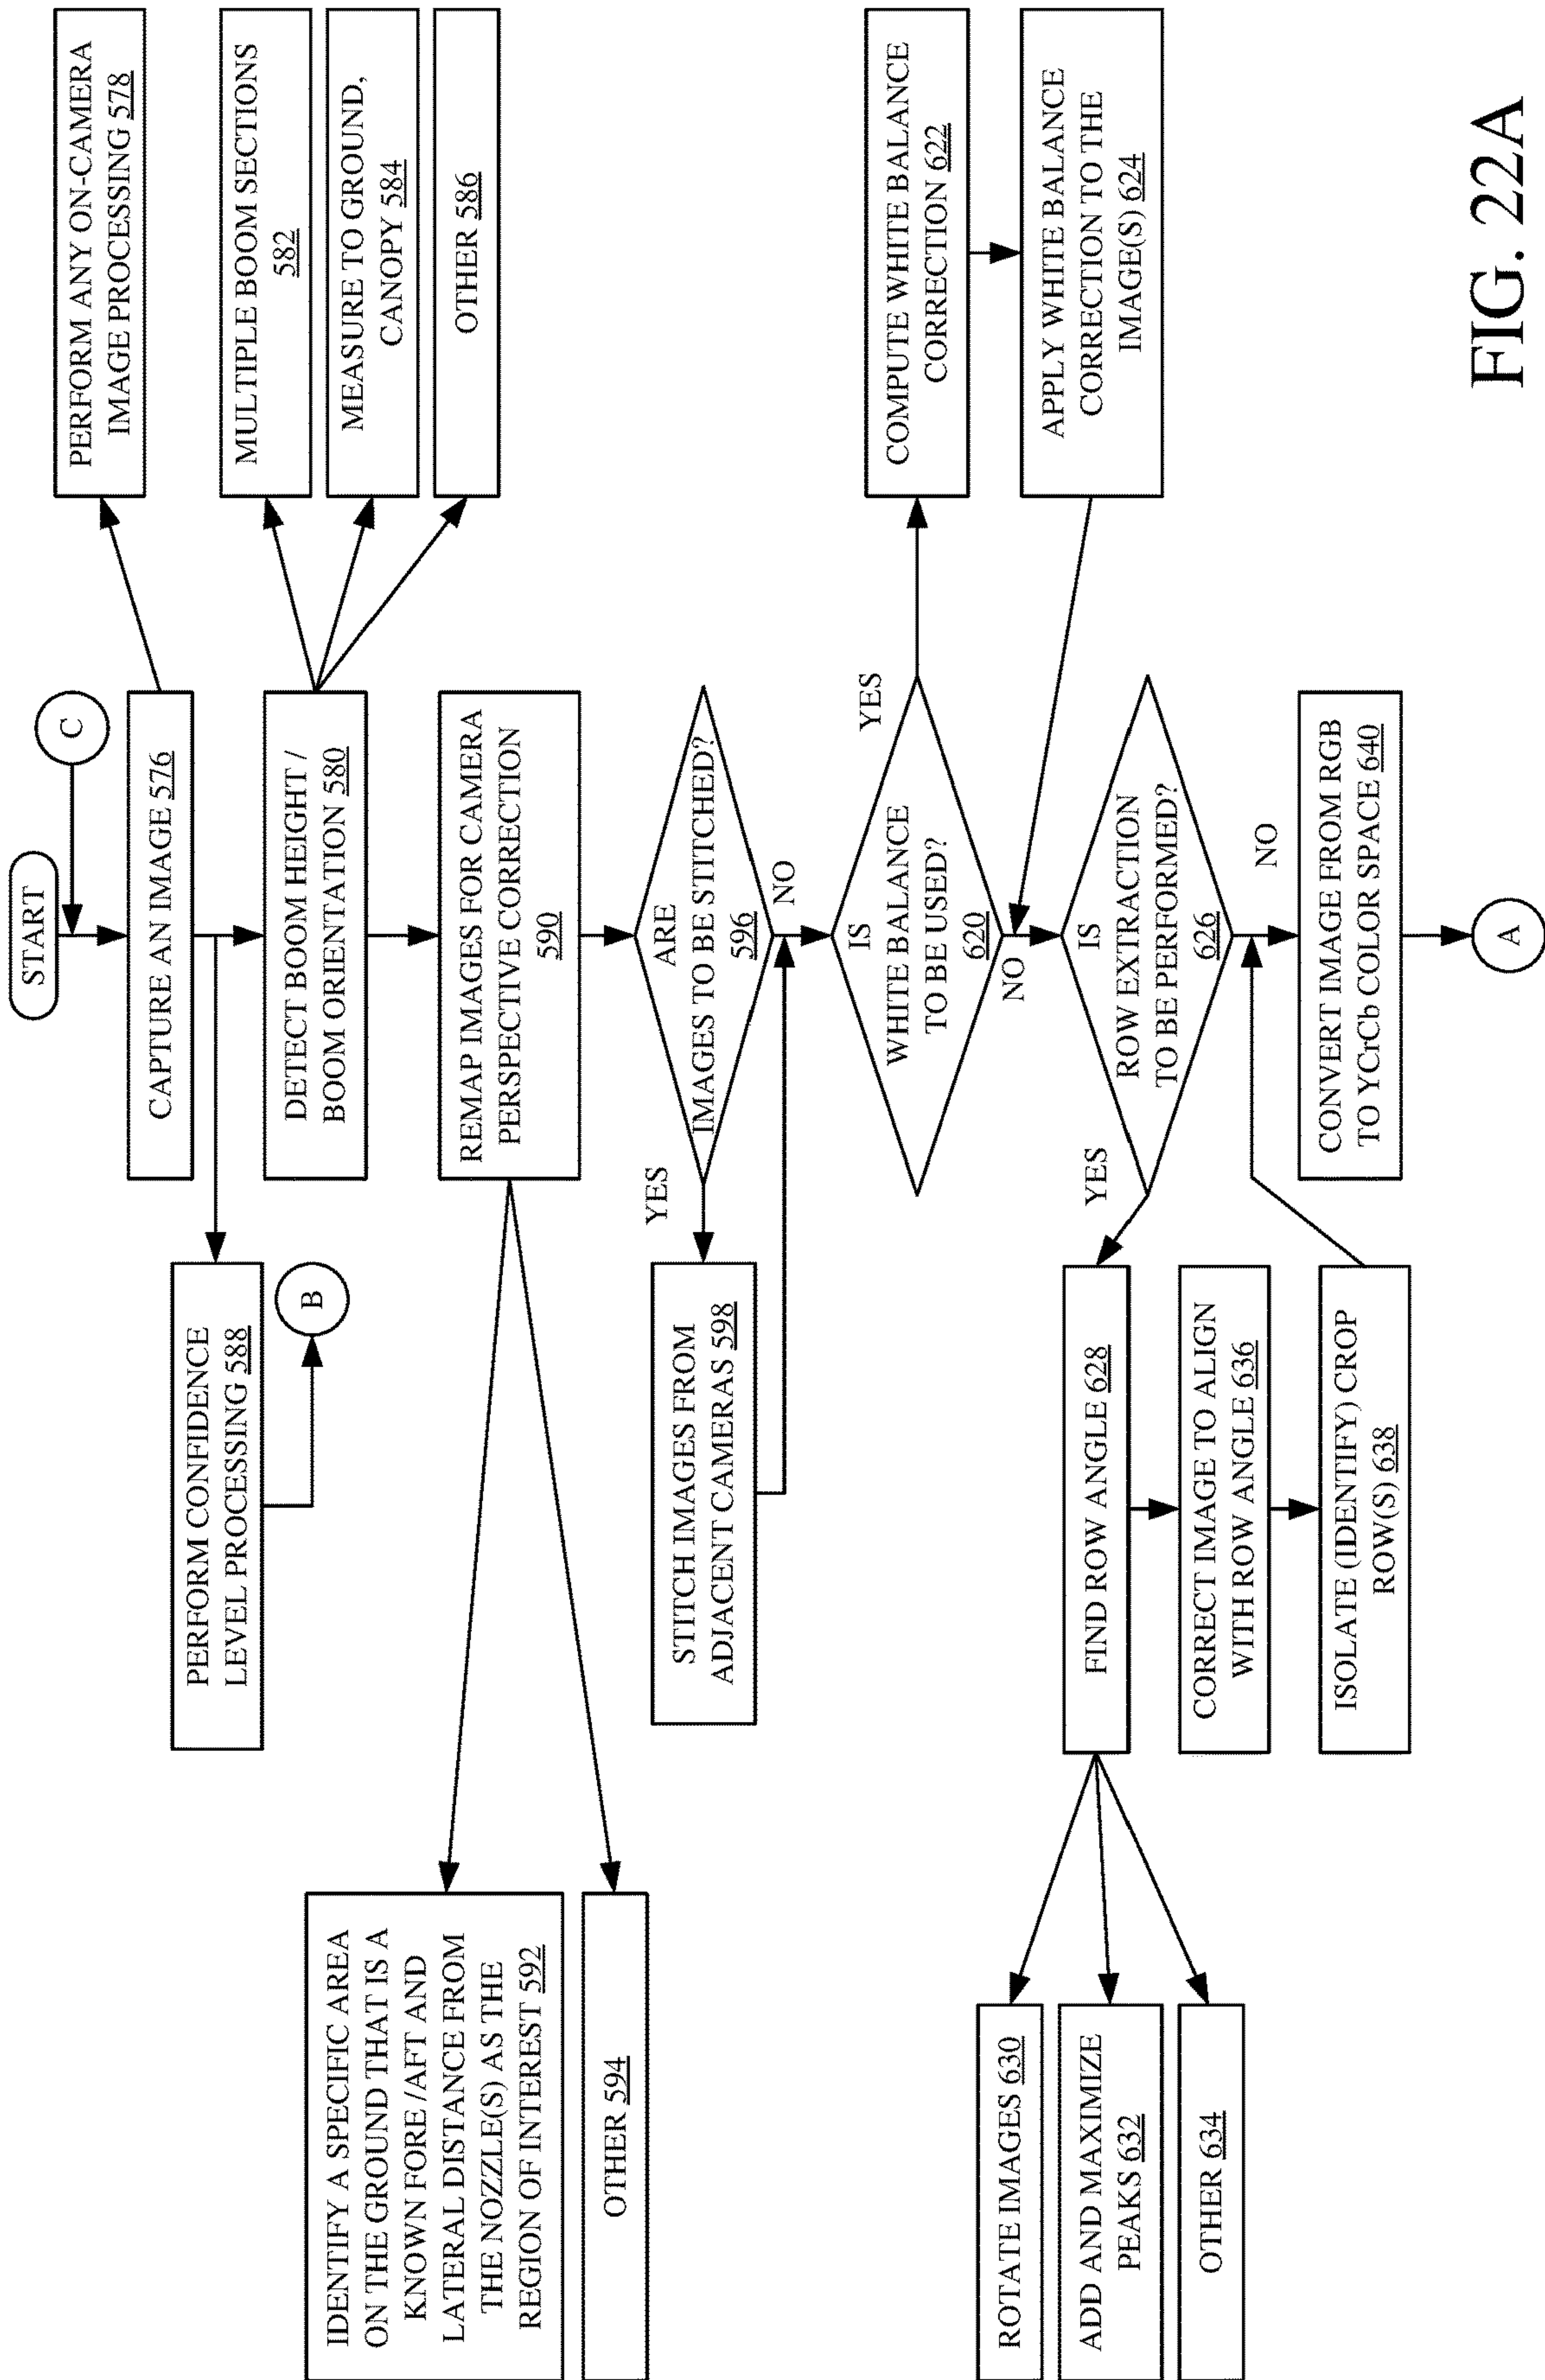 START
C
CAPTURE AN IMAGE 576
PERFORM ANY ON-CAMERA
IMAGE PROCESSING 578
PERFORM CONFIDENCE
LEVEL PROCESSING 588
B
DETECT BOOM HEIGHT /
BOOM ORIENTATION 580
MULTIPLE BOOM SECTIONS
582
MEASURE TO GROUND,
CANOPY 584
OTHER 586
REMAP IMAGES FOR CAMERA
PERSPECTIVE CORRECTION
590
IDENTIFY A SPECIFIC AREA
ON THE GROUND THAT IS A
KNOWN FORE /AFT AND
LATERAL DISTANCE FROM
THE NOZZLE(S) AS THE
REGION OF INTEREST 592
OTHER 594
ARE
IMAGES TO BE STITCHED?
596
YES
NO
STITCH IMAGES FROM
ADJACENT CAMERAS 598
IS
WHITE BALANCE
TO BE USED?
620
YES
NO
COMPUTE WHITE BALANCE
CORRECTION 622
APPLY WHITE BALANCE
CORRECTION TO THE
IMAGE(S) 624
IS
ROW EXTRACTION
TO BE PERFORMED?
626
YES
NO
FIND ROW ANGLE 628
ROTATE IMAGES 630
ADD AND MAXIMIZE
PEAKS 632
OTHER 634
CORRECT IMAGE TO ALIGN
WITH ROW ANGLE 636
ISOLATE (IDENTIFY) CROP
ROW(S) 638
CONVERT IMAGE FROM RGB
TO YCrCb COLOR SPACE 640
A
FIG. 22A